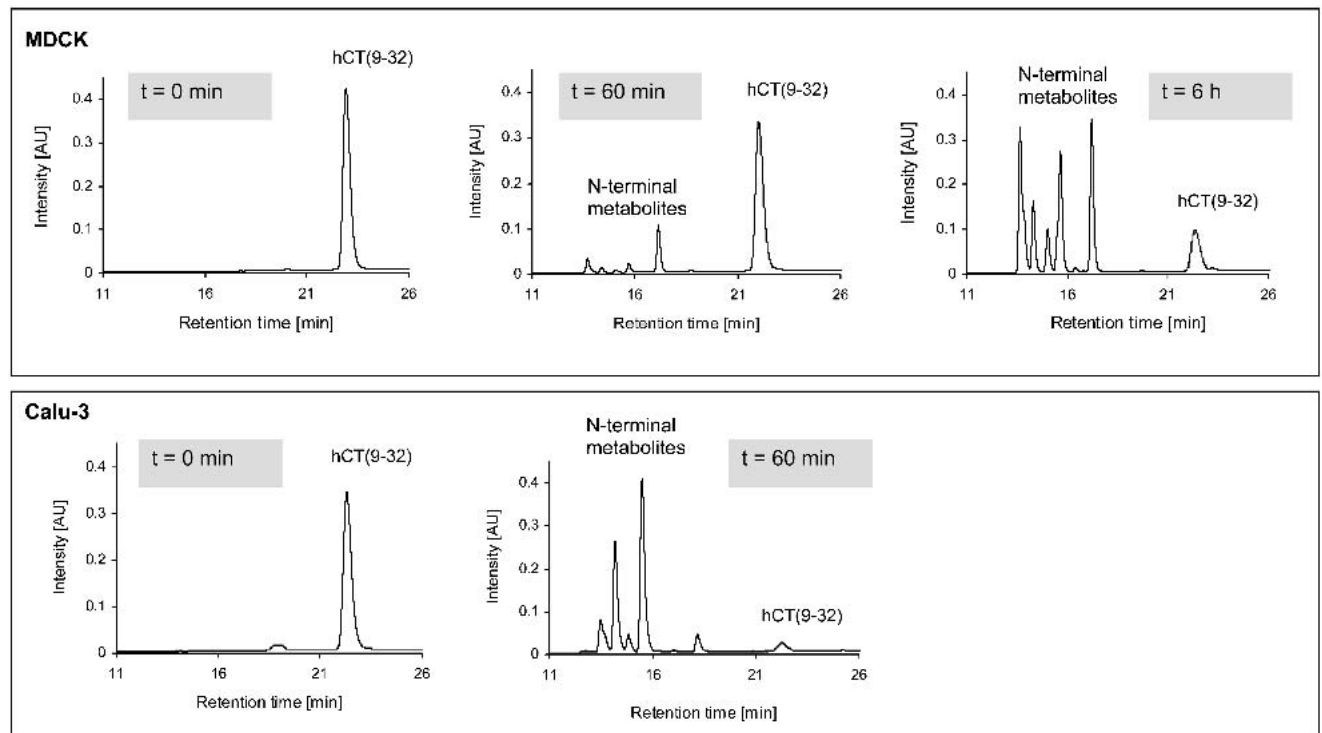 MDCK
hCT(9-32)
t = 0 min
0.4
0.3
0.2
0.1
0
Intensity [AU]
11 16 21 26
Retention time [min]
t = 60 min
hCT(9-32)
N-terminal
metabolites
0.4
0.3
0.2
0.1
0
Intensity [AU]
11 16 21 26
Retention time [min]
N-terminal
metabolites
t = 6 h
hCT(9-32)
0.4
0.3
0.2
0.1
0
Intensity [AU]
11 16 21 26
Retention time [min]
Calu-3
t = 0 min
hCT(9-32)
0.4
0.3
0.2
0.1
0
Intensity [AU]
11 16 21 26
Retention time [min]
N-terminal
metabolites
t = 60 min
hCT(9-32)
0.4
0.3
0.2
0.1
0
Intensity [AU]
11 16 21 26
Retention time [min]